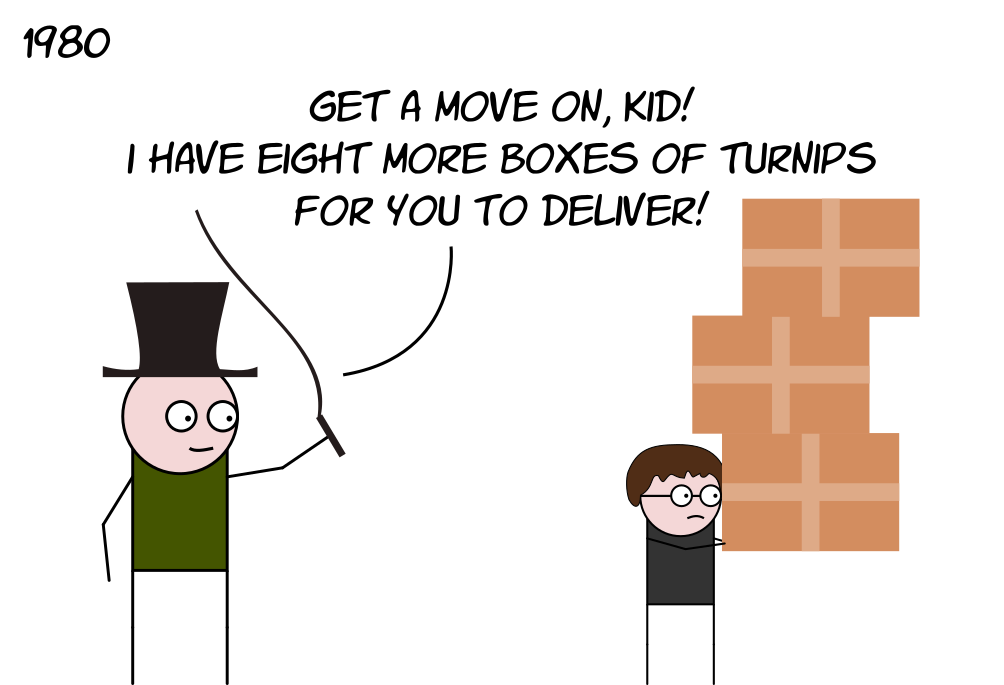 1980
GET A MOVE ON, KID!
I HAVE EIGHT MORE BOXES OF TURNIPS
FOR YOU TO DELIVER!